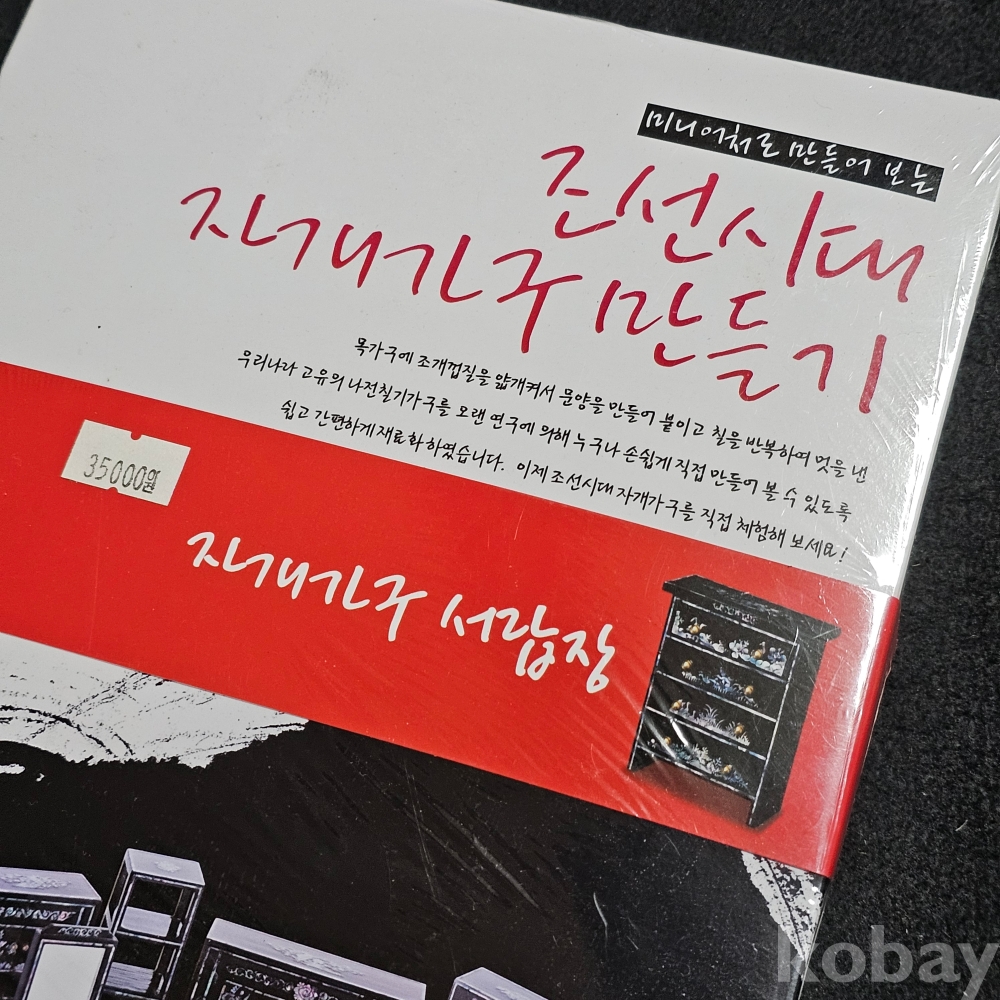 미니어처로 만들어 보는
조선시대
자개가구 만들기
목가구에 조개껍질을 얇개켜서 문양을 만들어 붙이고 칠을 반복하여 멋을 낸
우리나라 고유의 나전칠기가구를 오랜 연구에 의해 누구나 손쉽게 직접 만들어 볼 수 있도록
쉽고 간편하게 재료화 하였습니다. 이제 조선시대 자개가구를 직접 체험해 보세요!
35000원
자개가구 서랍장
kobay